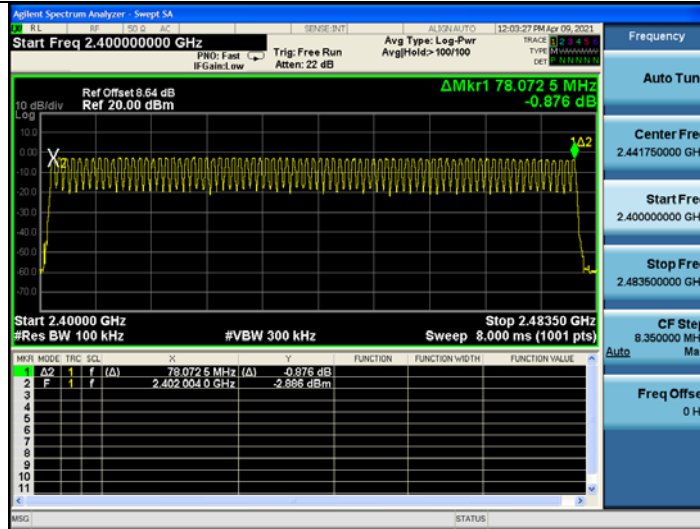 Agilent Spectrum Analyzer - Swept SA
RL RF 50 Ω AC SENSE:INT ALIGN AUTO 12:03:27 PM Apr 09, 2021
Start Freq 2.400000000 GHz
PNO: Fast Trig: Free Run
IFGain:Low Atten: 22 dB
Avg Type: Log-Pwr
Avg|Hold:> 100/100
TRACE 1 2 3 4 5 6
TYPE M
DET P N N N N N
Ref Offset 8.64 dB
10 dB/div Ref 20.00 dBm
Log
ΔMkr1 78.072 5 MHz
-0.876 dB
10.0
0.00
-10.0
-20.0
-30.0
-40.0
-50.0
-60.0
-70.0
X2
1Δ2
Start 2.40000 GHz Stop 2.48350 GHz
#Res BW 100 kHz #VBW 300 kHz Sweep 8.000 ms (1001 pts)
MKR MODE TRC SCL X Y FUNCTION FUNCTION WIDTH FUNCTION VALUE
1 Δ2 1 f (Δ) 78.072 5 MHz (Δ) -0.876 dB
2 F 1 f 2.402 004 0 GHz -2.886 dBm
3
4
5
6
7
8
9
10
11
MSG STATUS
Frequency
Auto Tun
Center Fre
2.441750000 GH
Start Fre
2.400000000 GH
Stop Fre
2.483500000 GH
CF Ste
8.350000 MH
Auto Ma
Freq Offse
0 H